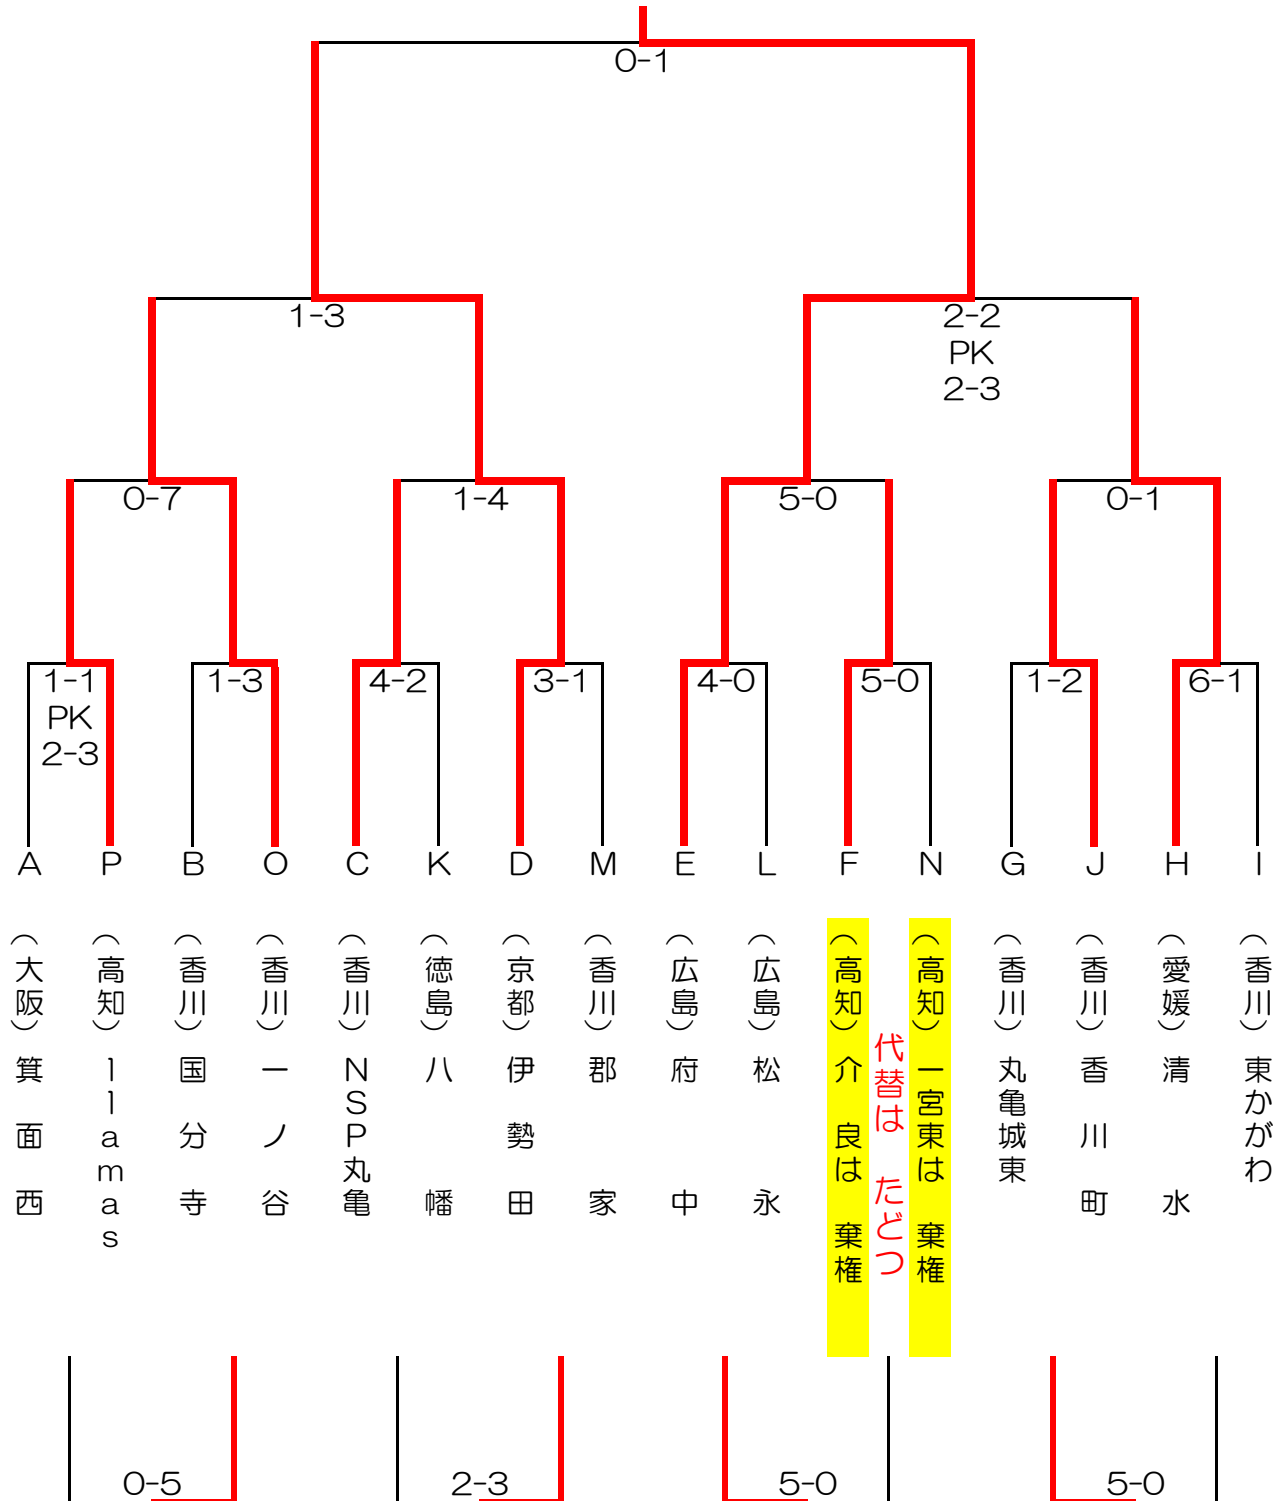 0-1
1-3
2-2
PK
2-3
0-7
1-4
5-0
0-1
1-1
PK
2-3
1-3
4-2
3-1
4-0
5-0
1-2
6-1
A
P
B
O
C
K
D
M
E
L
F
N
G
J
H
I
（大阪）箕面西
（高知）llamas
（香川）国分寺
（香川）一ノ谷
（香川）NSP丸亀
（徳島）八幡
（京都）伊勢田
（香川）郡家
（広島）府中
（広島）松永
（高知）介良は 棄権
代替は たどつ
（高知）一宮東は 棄権
（香川）丸亀城東
（香川）香川町
（愛媛）清水
（香川）東かがわ
0-5
2-3
5-0
5-0